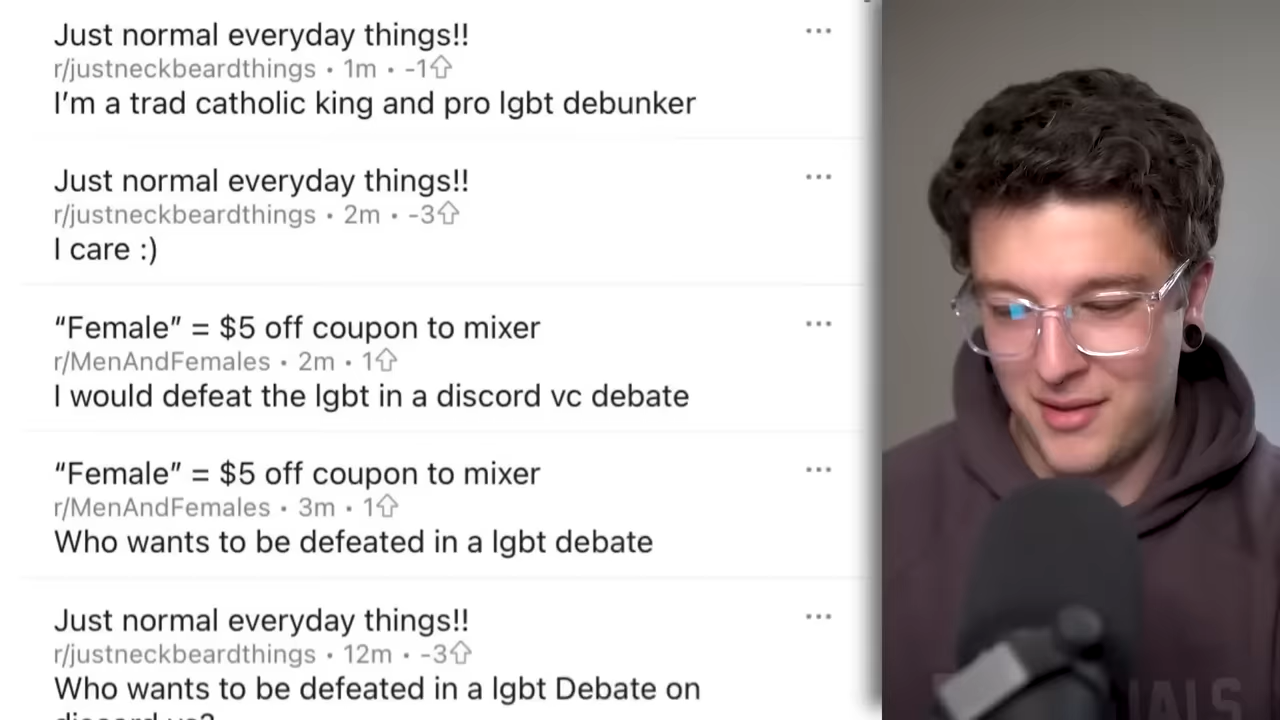 Just normal everyday things!!
r/justneckbeardthings • 1m • -1
I'm a trad catholic king and pro lgbt debunker
Just normal everyday things!!
r/justneckbeardthings • 2m • -3
I care :)
“Female” = $5 off coupon to mixer
r/MenAndFemales • 2m • 1
I would defeat the lgbt in a discord vc debate
“Female” = $5 off coupon to mixer
r/MenAndFemales • 3m • 1
Who wants to be defeated in a lgbt debate
Just normal everyday things!!
r/justneckbeardthings • 12m • -3
Who wants to be defeated in a lgbt Debate on